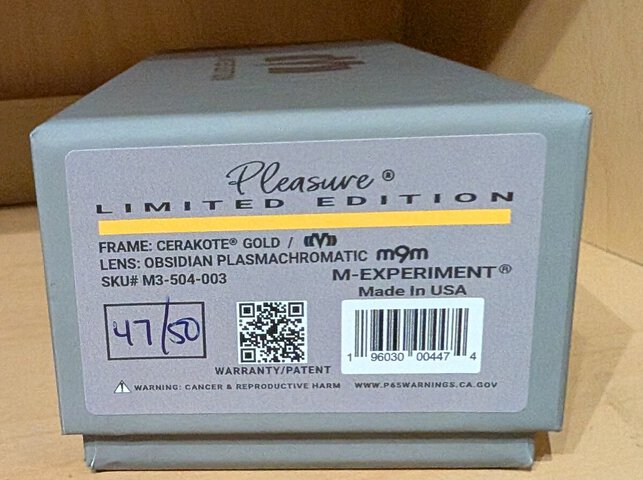 Pleasure®
LIMITED EDITION
FRAME: CERAKOTE® GOLD /
LENS: OBSIDIAN PLASMACHROMATIC m9m
SKU# M3-504-003
M-EXPERIMENT®
Made In USA
47/50
1 96030 00447 4
WARRANTY/PATENT
WARNING: CANCER & REPRODUCTIVE HARM WWW.P65WARNINGS.CA.GOV